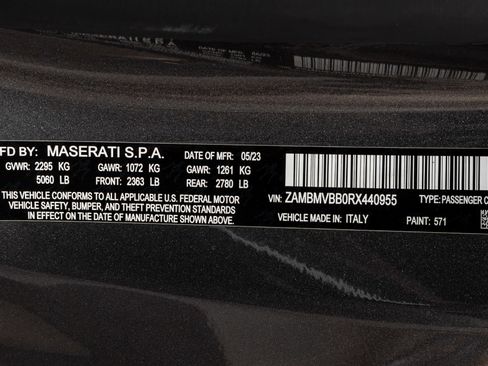 FD BY: MASERATI S.P.A. DATE OF MFR: 05/23
GVWR: 2295 KG GAWR: 1072 KG GAWR: 1261 KG
5060 LB FRONT: 2363 LB REAR: 2780 LB
THIS VEHICLE CONFORMS TO ALL APPLICABLE U.S. FEDERAL MOTOR
VEHICLE SAFETY, BUMPER, AND THEFT PREVENTION STANDARDS
IN EFFECT ON THE DATE OF MANUFACTURE SHOWN ABOVE.
VIN: ZAMBMVBB0RX440955 TYPE: PASSENGER C
VEHICLE MADE IN: ITALY PAINT: 571